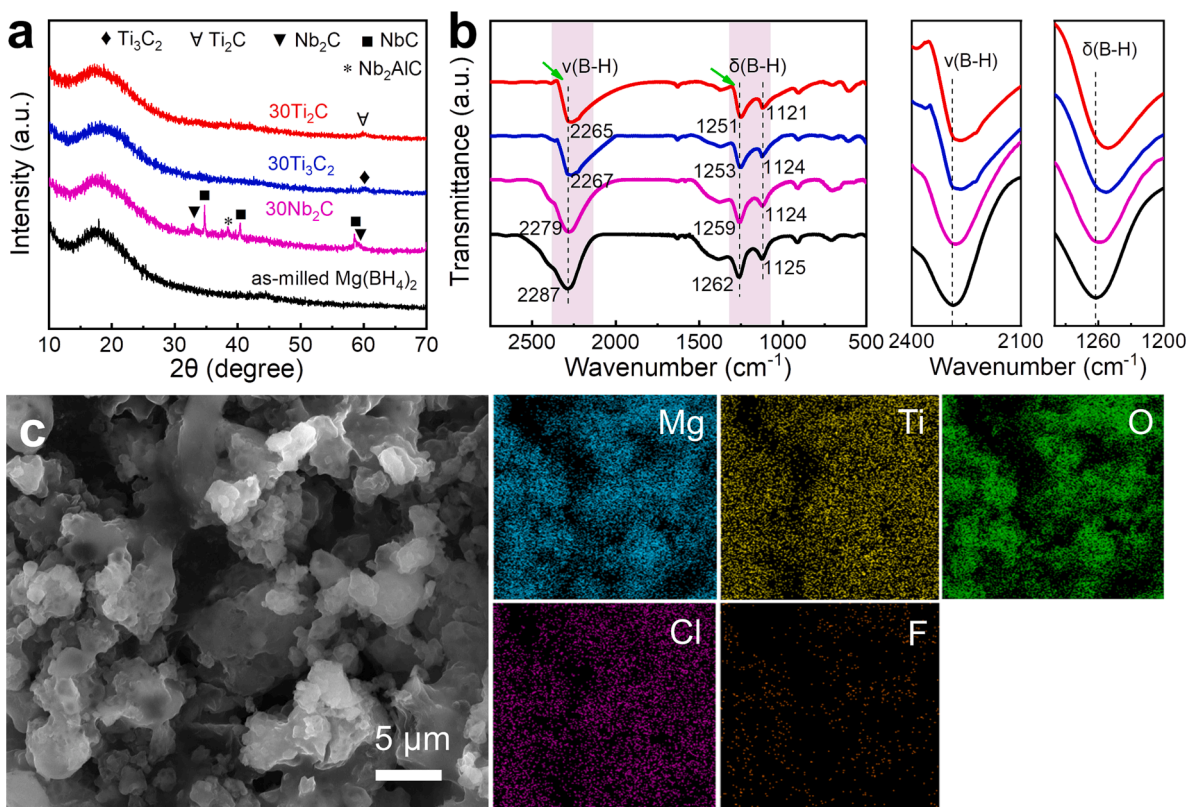 a
♦ Ti₃C₂ ∀ Ti₂C ▼ Nb₂C ■ NbC
* Nb₂AlC
30Ti₂C
∀
30Ti₃C₂
♦
30Nb₂C
▼ ■ * ■ ■ ▼
as-milled Mg(BH₄)₂
Intensity (a.u.)
10 20 30 40 50 60 70
2θ (degree)
b
ν(B-H) δ(B-H)
2265 1251 1121
2267 1253 1124
2279 1259 1124
2287 1262 1125
Transmittance (a.u.)
2500 2000 1500 1000 500
Wavenumber (cm⁻¹)
ν(B-H)
δ(B-H)
2400 2100
1260 1200
Wavenumber (cm⁻¹)
c
5 μm
Mg
Ti
O
Cl
F